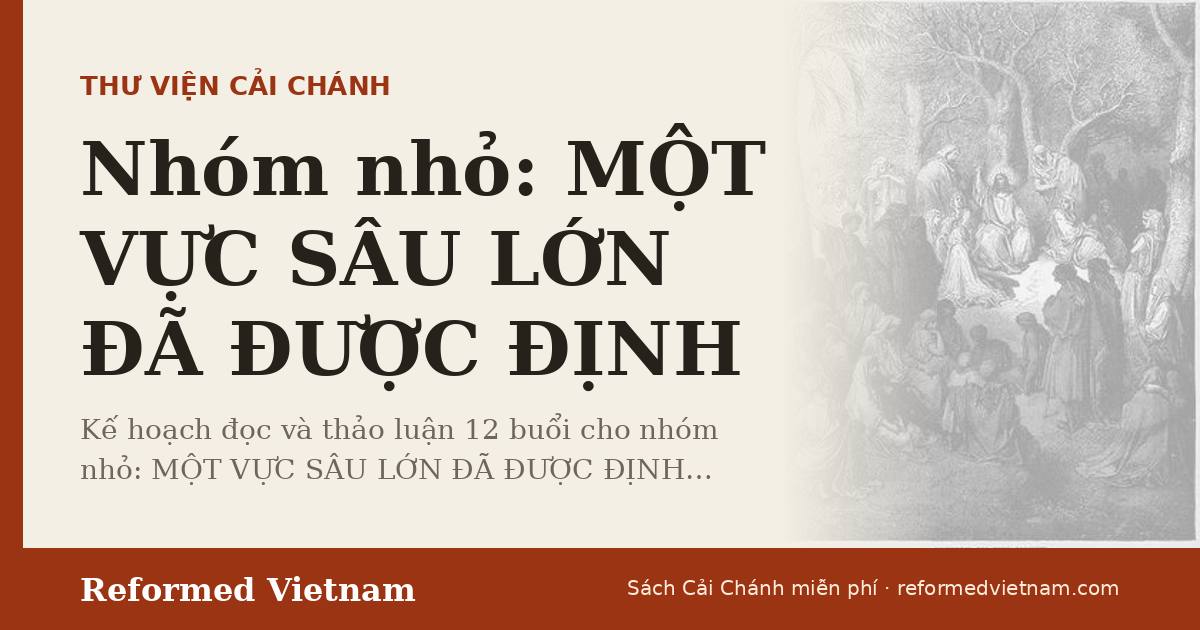 THƯ VIỆN CẢI CHÁNH
Nhóm nhỏ: MỘT
VỰC SÂU LỚN
ĐÃ ĐƯỢC ĐỊNH
Kế hoạch đọc và thảo luận 12 buổi cho nhóm
nhỏ: MỘT VỰC SÂU LỚN ĐÃ ĐƯỢC ĐỊNH…
Reformed Vietnam
Sách Cải Chánh miễn phí · reformedvietnam.com